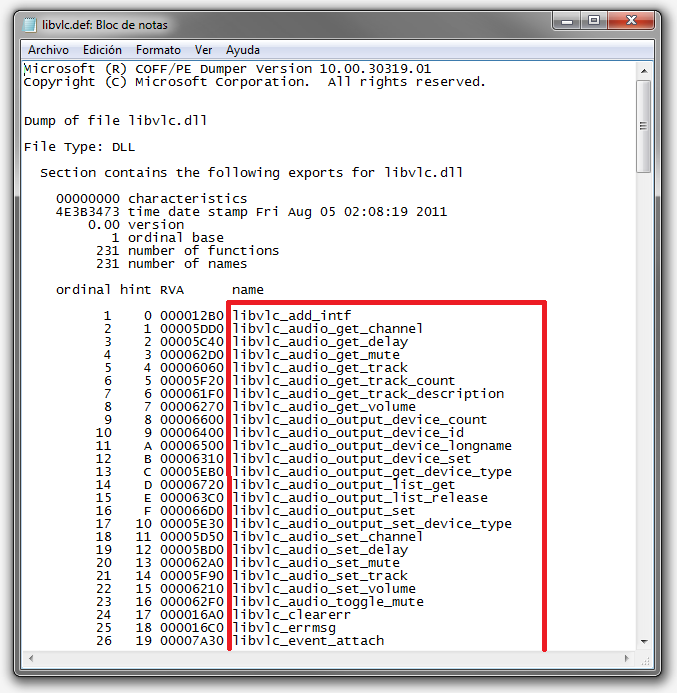 libvlc.def: Bloc de notas
Archivo Edición Formato Ver Ayuda
Microsoft (R) COFF/PE Dumper Version 10.00.30319.01
Copyright (C) Microsoft Corporation.  All rights reserved.
Dump of file libvlc.dll
File Type: DLL
Section contains the following exports for libvlc.dll
00000000 characteristics
4E3B3473 time date stamp Fri Aug 05 02:08:19 2011
0.00 version
1 ordinal base
231 number of functions
231 number of names
ordinal hint RVA      name
1 0 000012B0 libvlc_add_intf
2 1 00005DD0 libvlc_audio_get_channel
3 2 00005C40 libvlc_audio_get_delay
4 3 000062D0 libvlc_audio_get_mute
5 4 00006060 libvlc_audio_get_track
6 5 00005F20 libvlc_audio_get_track_count
7 6 000061F0 libvlc_audio_get_track_description
8 7 00006270 libvlc_audio_get_volume
9 8 00006600 libvlc_audio_output_device_count
10 9 00006400 libvlc_audio_output_device_id
11 A 00006500 libvlc_audio_output_device_longname
12 B 00006310 libvlc_audio_output_device_set
13 C 00005EB0 libvlc_audio_output_get_device_type
14 D 00006720 libvlc_audio_output_list_get
15 E 000063C0 libvlc_audio_output_list_release
16 F 000066D0 libvlc_audio_output_set
17 10 00005E30 libvlc_audio_output_set_device_type
18 11 00005D50 libvlc_audio_set_channel
19 12 00005BD0 libvlc_audio_set_delay
20 13 000062A0 libvlc_audio_set_mute
21 14 00005F90 libvlc_audio_set_track
22 15 00006210 libvlc_audio_set_volume
23 16 000062F0 libvlc_audio_toggle_mute
24 17 000016A0 libvlc_clearerr
25 18 000016C0 libvlc_errmsg
26 19 00007A30 libvlc_event_attach